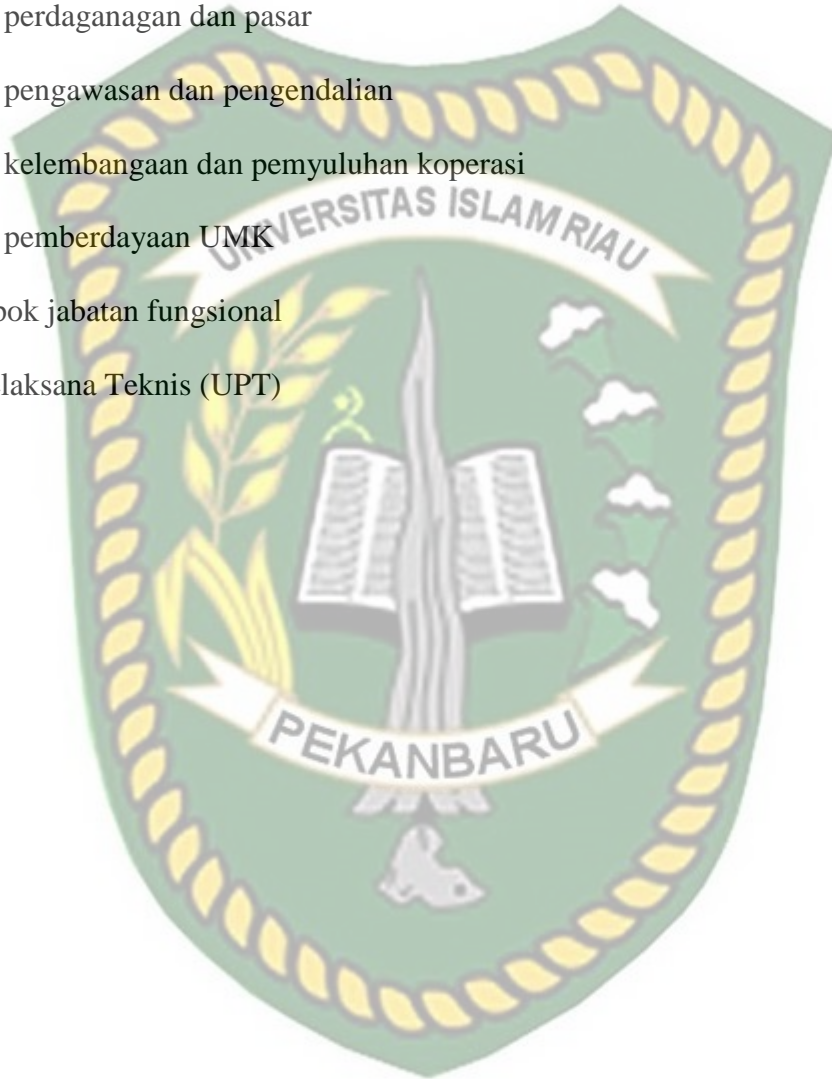 perdaganagan dan pasar
pengawasan dan pengendalian
kelembangaan dan pemyuluhan koperasi
UNIVERSITAS ISLAM RIAU
pemberdayaan UMK
ok jabatan fungsional
laksana Teknis (UPT)
PEKANBARU